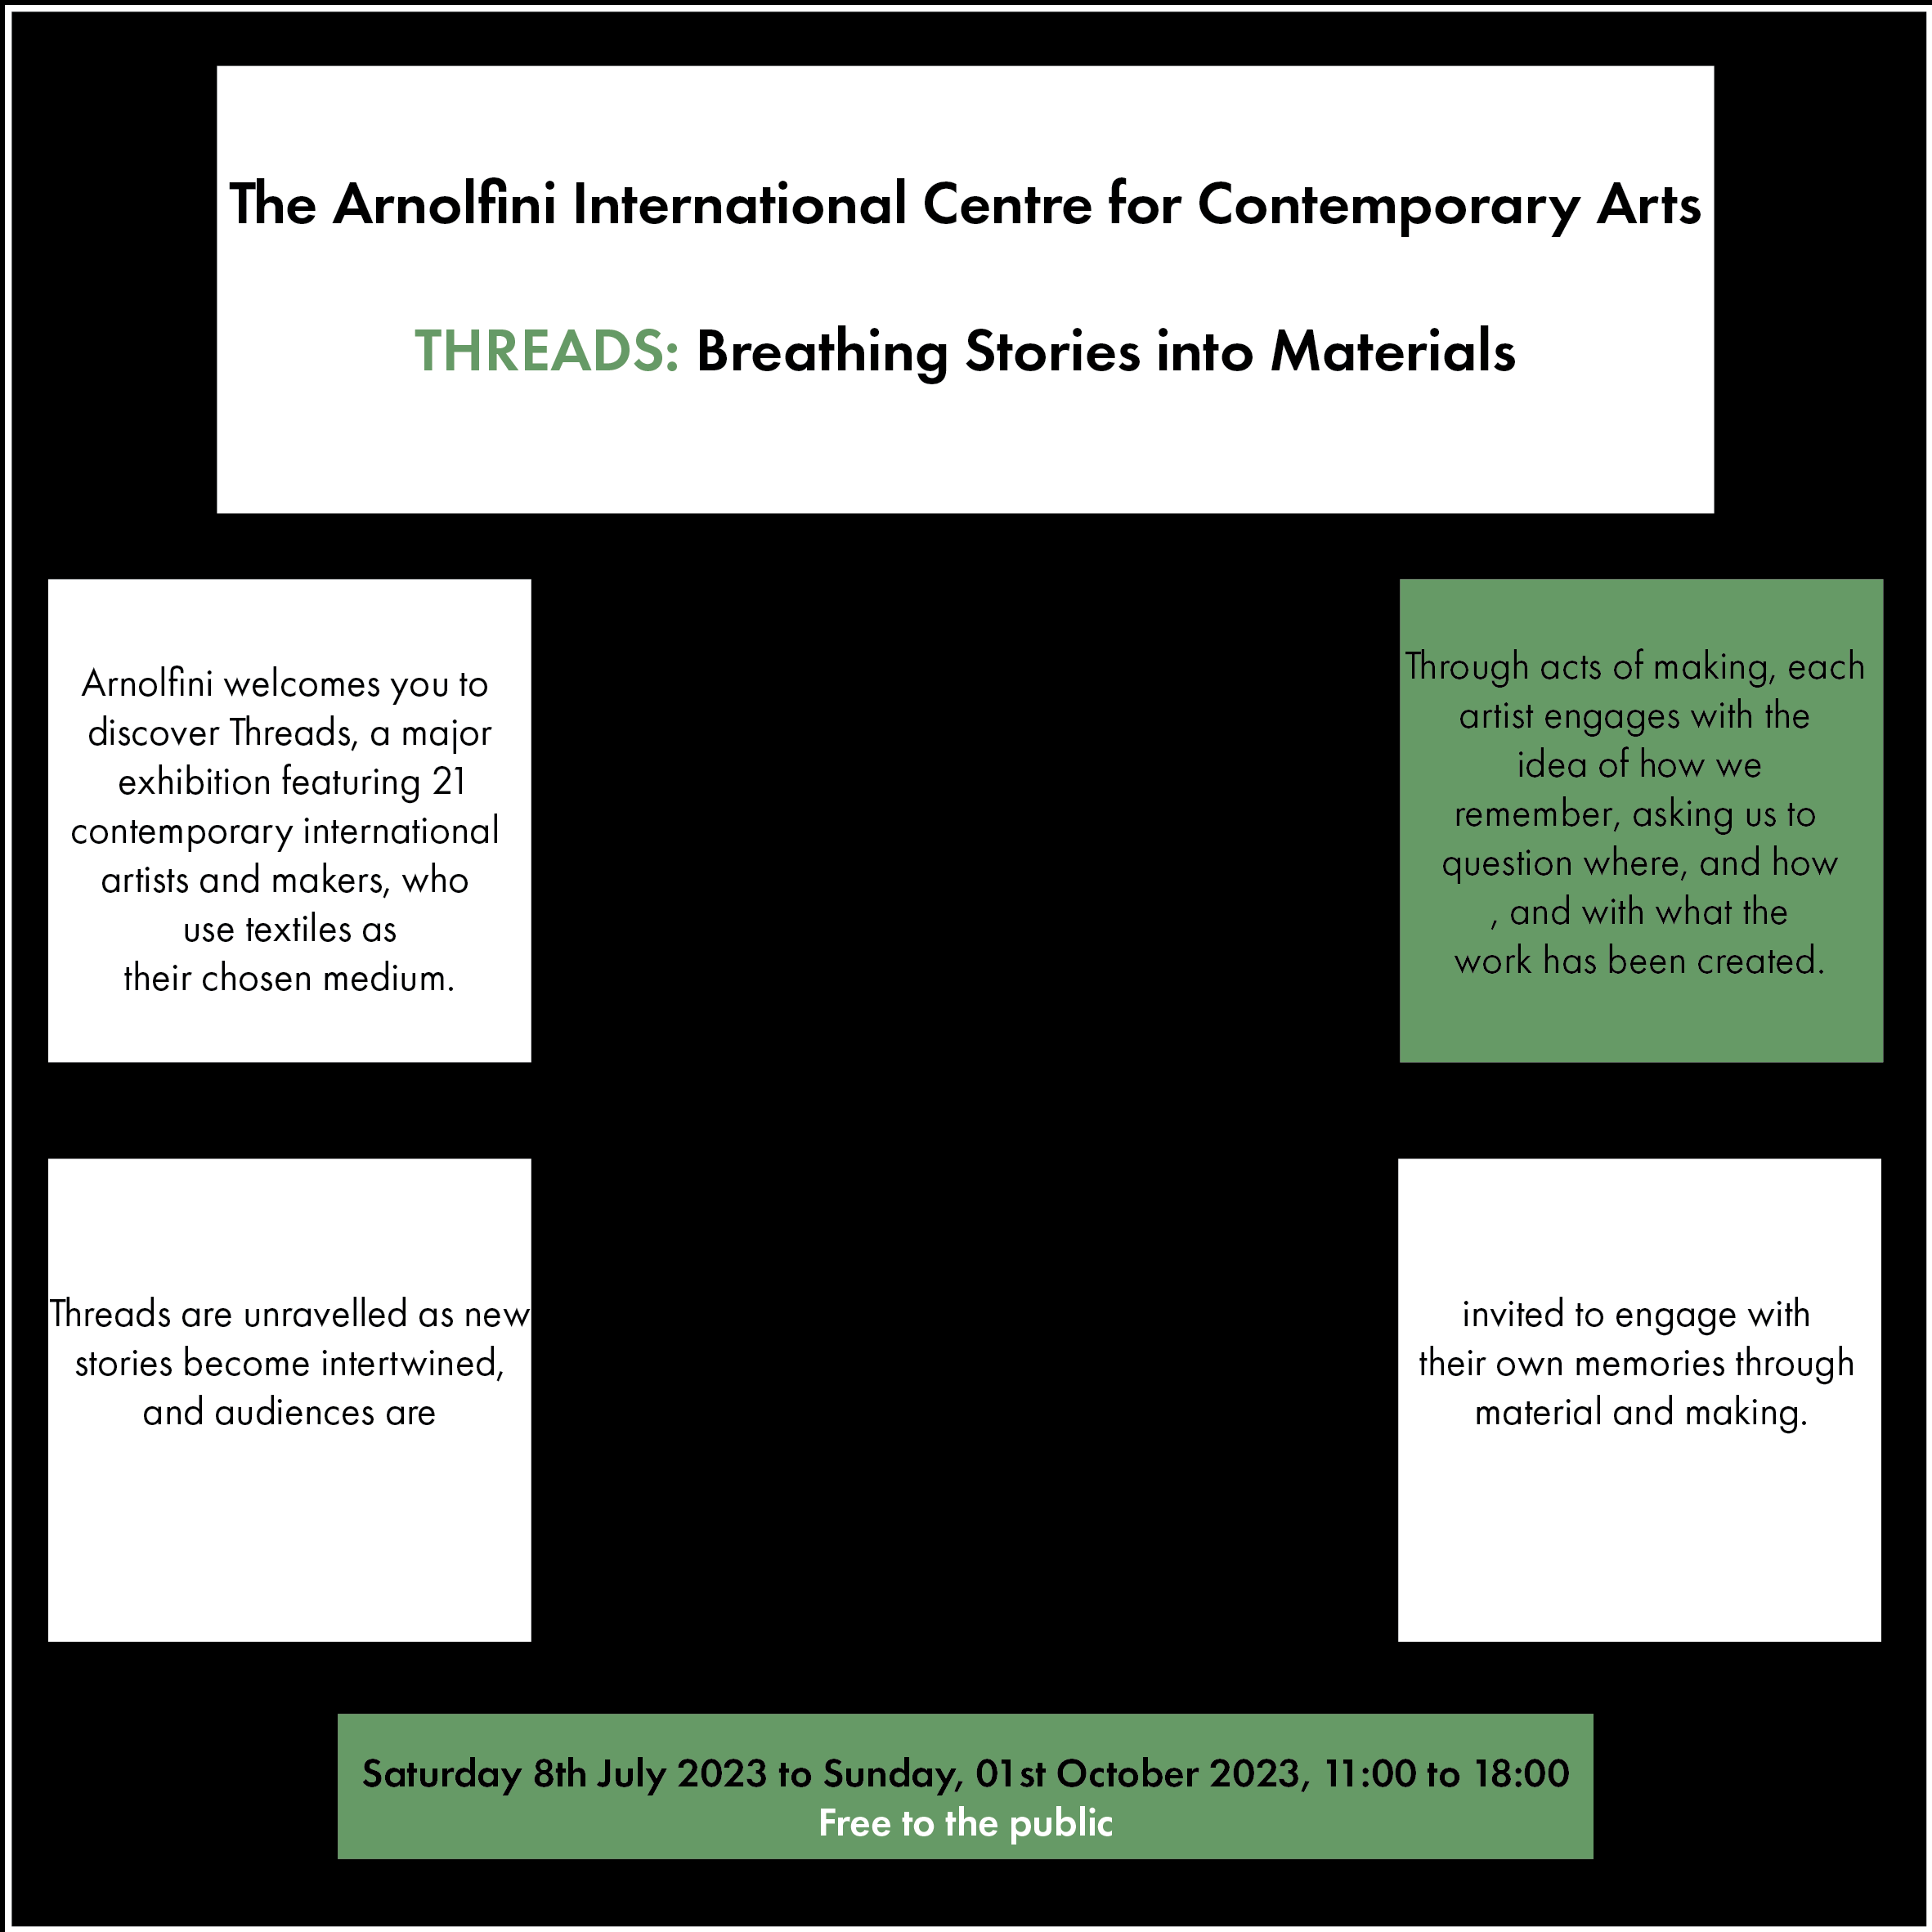 The Arnolfini International Centre for Contemporary Arts
THREADS: Breathing Stories into Materials
Arnolfini welcomes you to
discover Threads, a major
exhibition featuring 21
contemporary international
artists and makers, who
use textiles as
their chosen medium.
Through acts of making, each
artist engages with the
idea of how we
remember, asking us to
question where, and how
, and with what the
work has been created.
Threads are unravelled as new
stories become intertwined,
and audiences are
invited to engage with
their own memories through
material and making.
Saturday 8th July 2023 to Sunday, 01st October 2023, 11:00 to 18:00
Free to the public